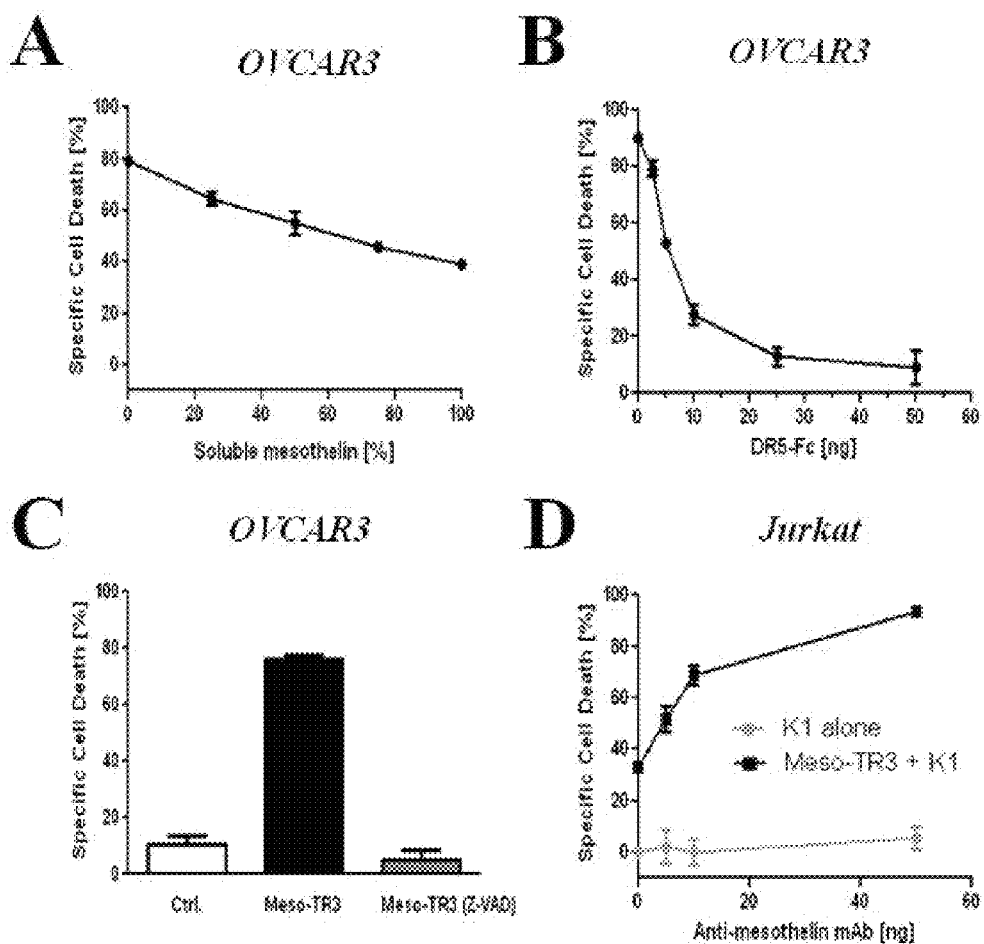 A
OVCAR3
Specific Cell Death [%]
100
80
60
40
20
0
0 20 40 60 80 100
Soluble mesothelin [%]
B
OVCAR3
Specific Cell Death [%]
100
80
60
40
20
0
0 10 20 30 40 50 60
DR5-Fc [ng]
C
OVCAR3
Specific Cell Death [%]
100
80
60
40
20
0
Ctrl. Meso-TR3 Meso-TR3 (Z-VAD)
D
Jurkat
Specific Cell Death [%]
100
80
60
40
20
0
K1 alone
Meso-TR3 + K1
0 20 40 60
Anti-mesothelin mAb [ng]